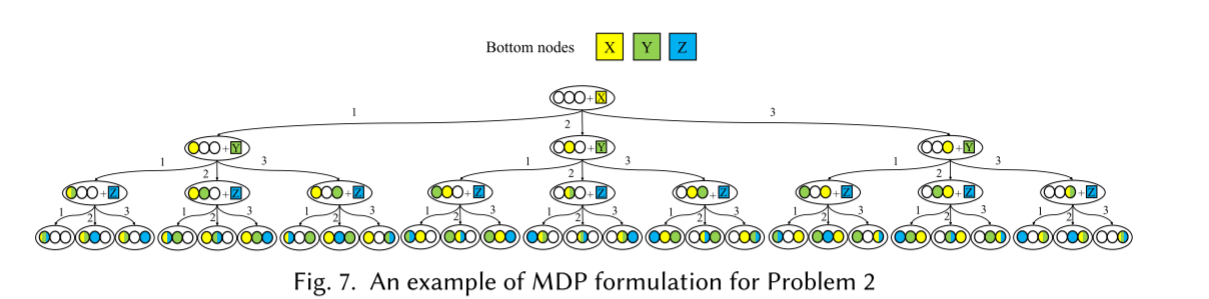 Bottom nodes X Y Z
+ X
1 2 3
+ Y + Y + Y
1 2 3 1 2 3 1 2 3
+ Z + Z + Z + Z + Z + Z + Z + Z + Z
1 2 3 1 2 3 1 2 3 1 2 3 1 2 3 1 2 3 1 2 3 1 2 3 1 2 3
Fig. 7. An example of MDP formulation for Problem 2